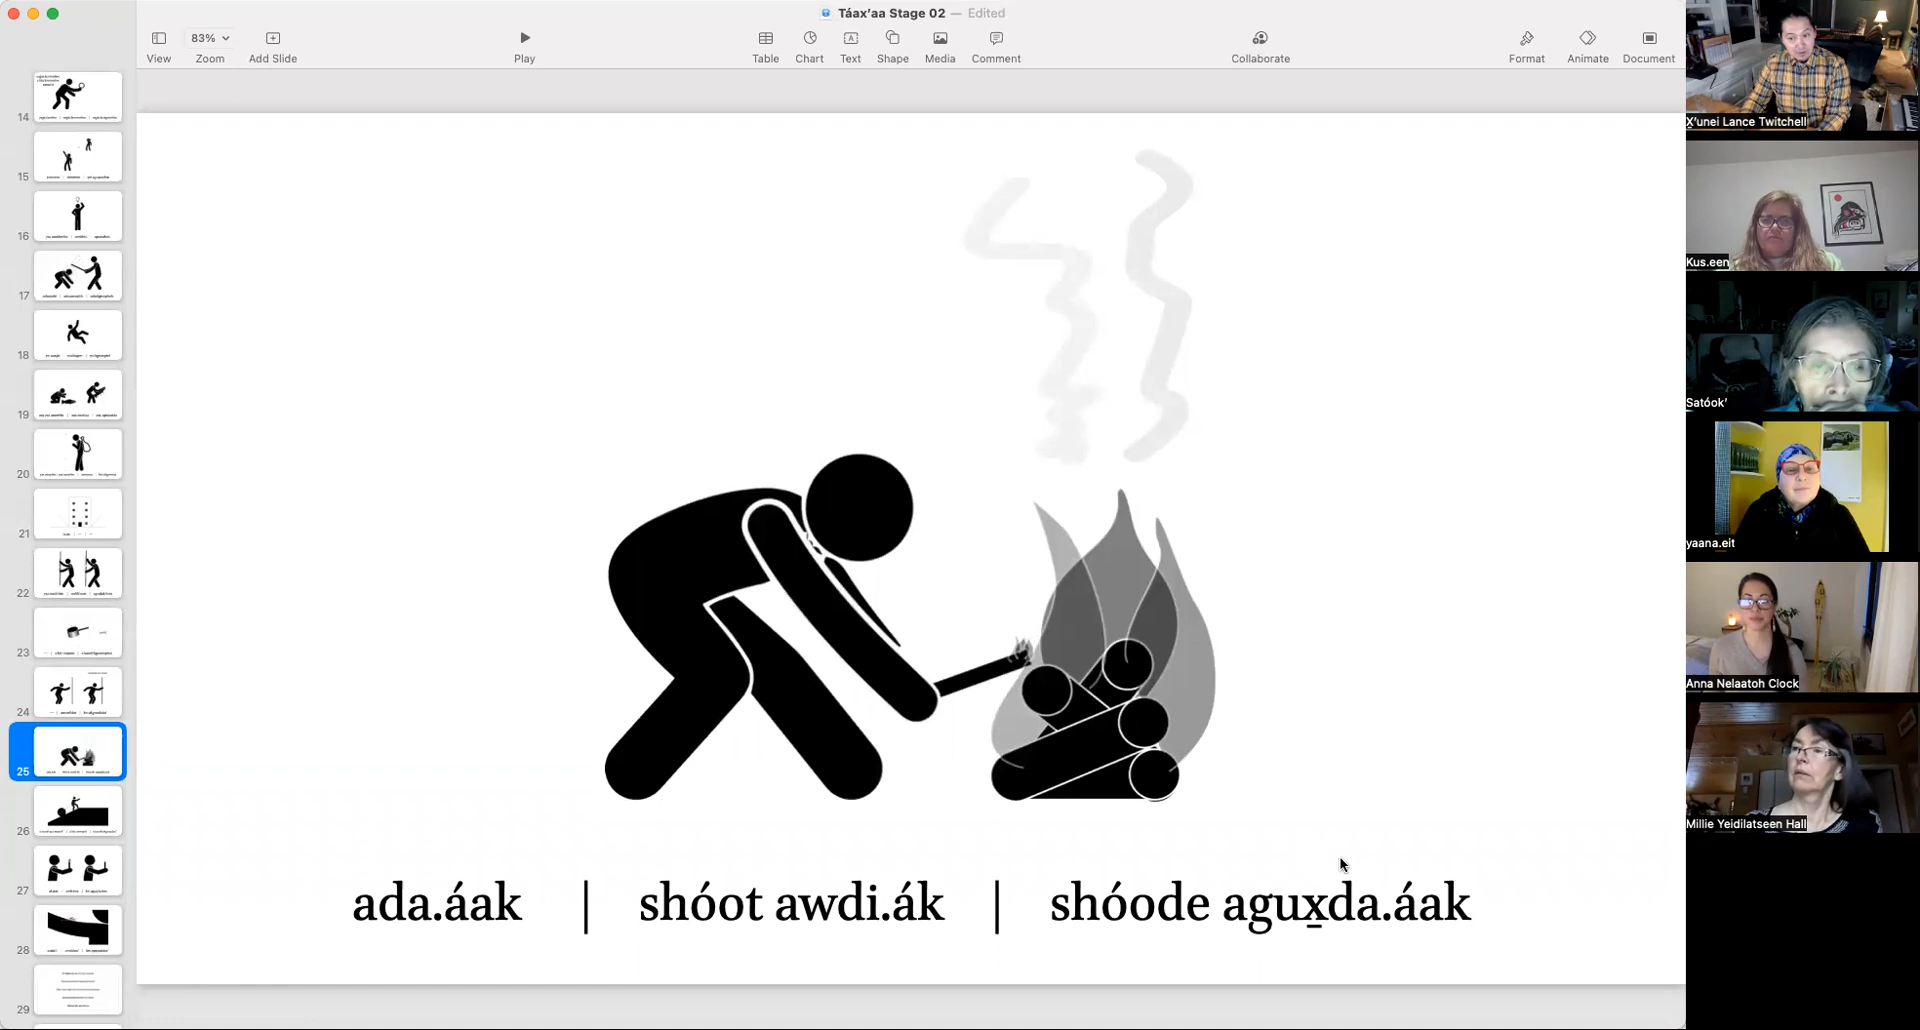 Táax'aa Stage 02 — Edited
83%
View
Zoom
Add Slide
Play
Table
Chart
Text
Shape
Media
Comment
Collaborate
Format
Animate
Document
14
15
16
17
18
19
20
21
22
23
24
25
26
27
28
29
ada.áak | shóot awdi.ák | shóode agux̲da.áak
X̲'unei Lance Twitchell
Kus.een
Satóok'
yaana.eit
Anna Nelaatoh Clock
Millie Yeidilatseen Hall